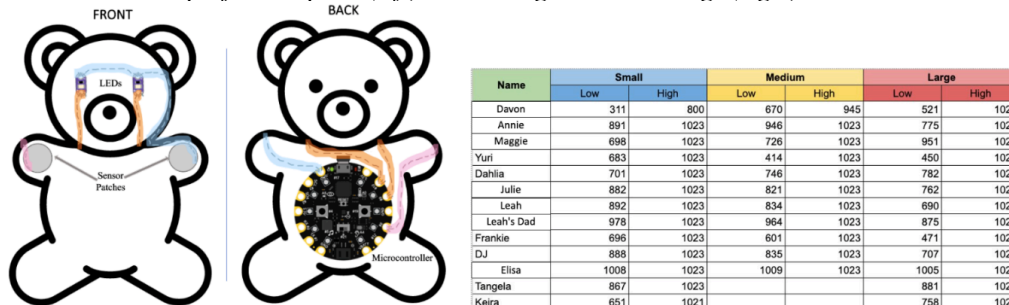 FRONT
BACK
LEDs
Sensor
Patches
Microcontroller
Name Small Medium Large
Low High Low High Low High
Davon 311 800 670 945 521
Annie 891 1023 946 1023 775
Maggie 698 1023 726 1023 951
Yuri 683 1023 414 1023 450
Dahlia 701 1023 746 1023 782
Julie 882 1023 821 1023 762
Leah 892 1023 834 1023 690
Leah's Dad 978 1023 964 1023 875
Frankie 696 1023 601 1023 471
DJ 888 1023 835 1023 707
Elisa 1008 1023 1009 1023 1005
Tangela 867 1023 881
Keira 651 1021 758